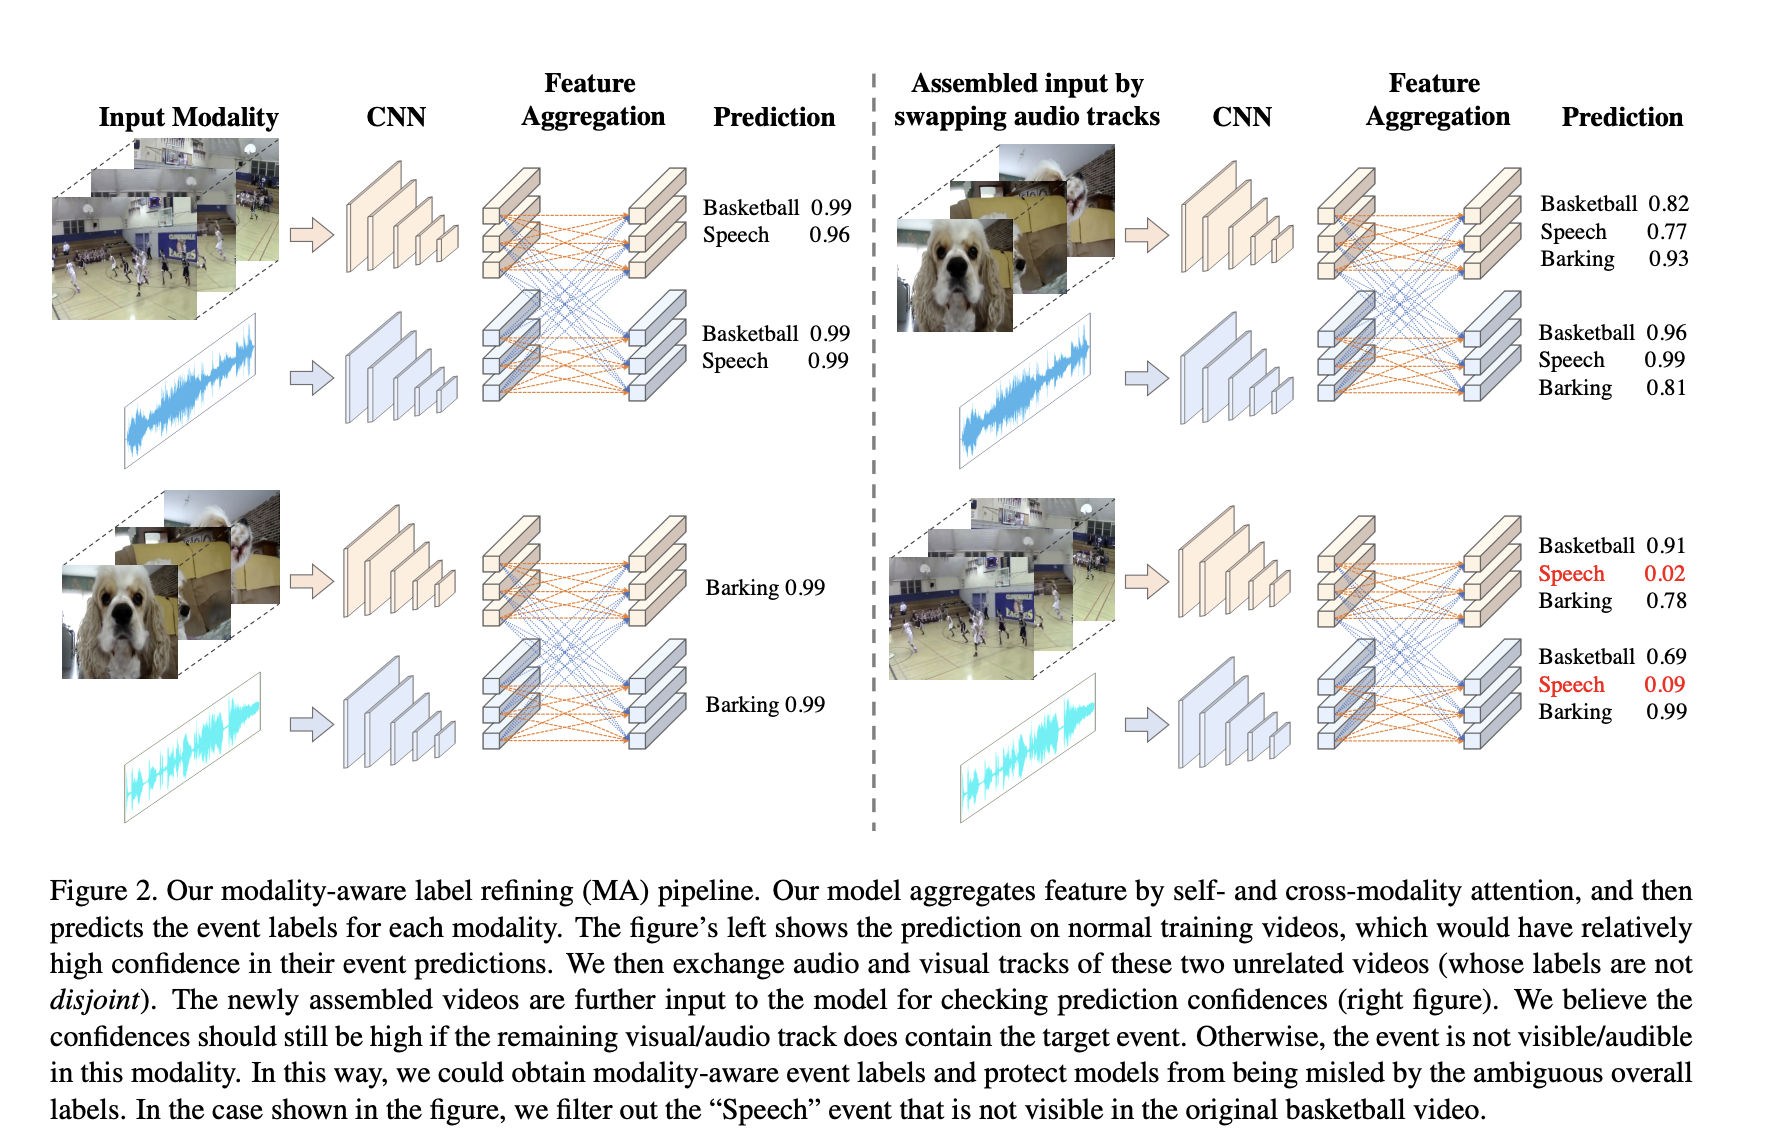 Input Modality
CNN
Feature
Aggregation
Prediction
Basketball 0.99
Speech 0.96
Basketball 0.99
Speech 0.99
Barking 0.99
Barking 0.99
Assembled input by
swapping audio tracks
CNN
Feature
Aggregation
Prediction
Basketball 0.82
Speech 0.77
Barking 0.93
Basketball 0.96
Speech 0.99
Barking 0.81
Basketball 0.91
Speech 0.02
Barking 0.78
Basketball 0.69
Speech 0.09
Barking 0.99
Figure 2. Our modality-aware label refining (MA) pipeline. Our model aggregates feature by self- and cross-modality attention, and then
predicts the event labels for each modality. The figure's left shows the prediction on normal training videos, which would have relatively
high confidence in their event predictions. We then exchange audio and visual tracks of these two unrelated videos (whose labels are not
disjoint). The newly assembled videos are further input to the model for checking prediction confidences (right figure). We believe the
confidences should still be high if the remaining visual/audio track does contain the target event. Otherwise, the event is not visible/audible
in this modality. In this way, we could obtain modality-aware event labels and protect models from being misled by the ambiguous overall
labels. In the case shown in the figure, we filter out the “Speech” event that is not visible in the original basketball video.